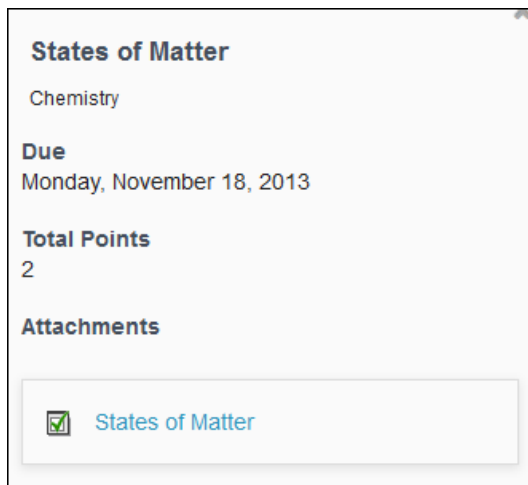 States of Matter
Chemistry
Due
Monday, November 18, 2013
Total Points
2
Attachments
States of Matter